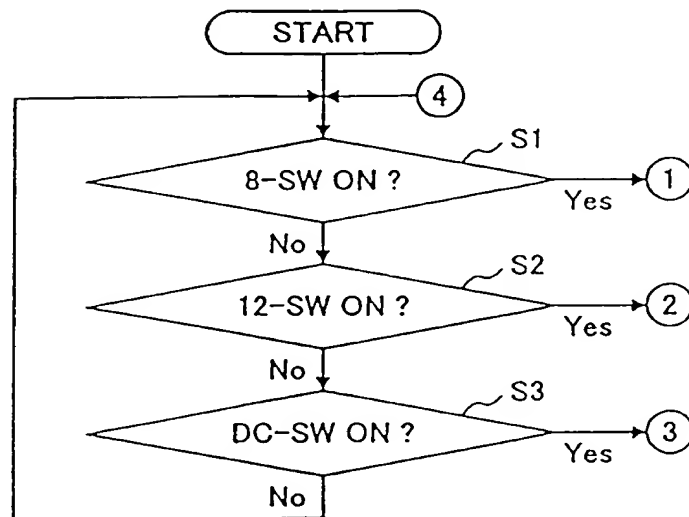 START
4
S1
8-SW ON ?
1
Yes
No
S2
12-SW ON ?
2
Yes
No
S3
DC-SW ON ?
3
Yes
No